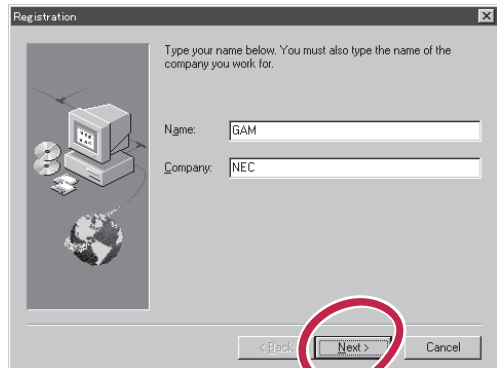 Registration
Type your name below. You must also type the name of the
company you work for.
Name: GAM
Company: NEC
< Back Next > Cancel